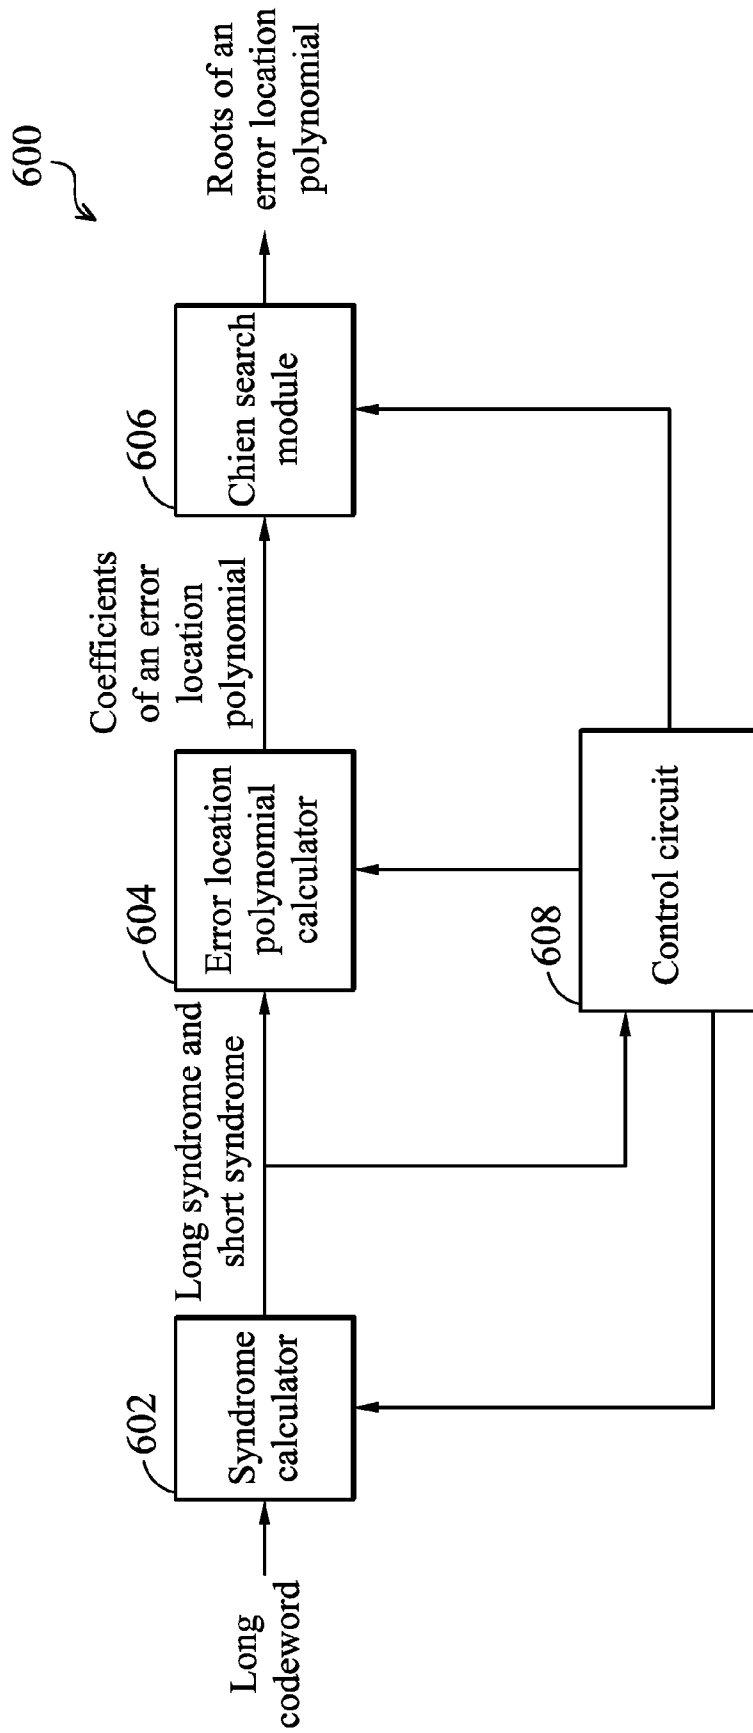 600
Long
codeword
602
Syndrome
calculator
Long syndrome and
short syndrome
604
Error location
polynomial
calculator
Coefficients
of an error
location
polynomial
606
Chien search
module
Roots of an
error location
polynomial
608
Control circuit